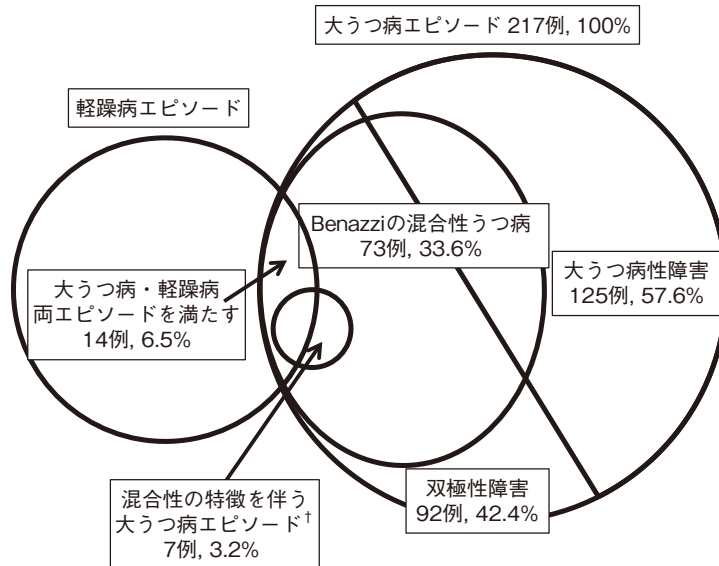 大うつ病エピソード 217例, 100%
軽躁病エピソード
Benazziの混合性うつ病
73例, 33.6%
大うつ病性障害
125例, 57.6%
大うつ病・軽躁病
両エピソードを満たす
14例, 6.5%
双極性障害
92例, 42.4%
混合性の特徴を伴う
大うつ病エピソード†
7例, 3.2%